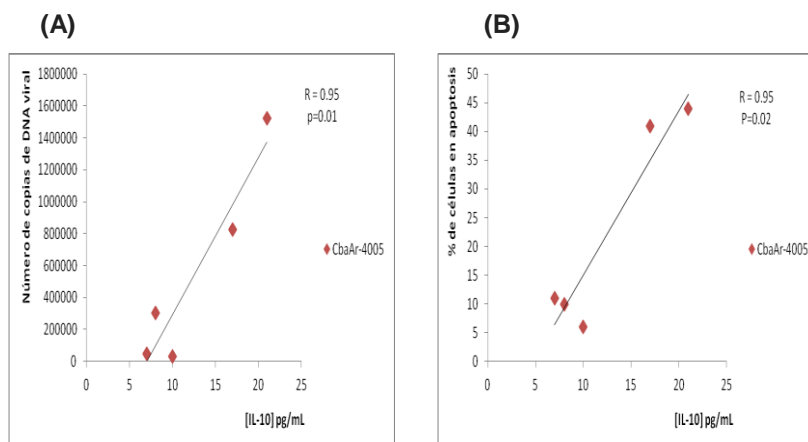 (A)
Número de copias de DNA viral
1800000
1600000
1400000
1200000
1000000
800000
600000
400000
200000
0
R = 0.95
p=0.01
CbaAr-4005
0 5 10 15 20 25
[IL-10] pg/mL
(B)
% de células en apoptosis
50
45
40
35
30
25
20
15
10
5
0
R = 0.95
P=0.02
CbaAr-4005
0 5 10 15 20 25
[IL-10] pg/mL